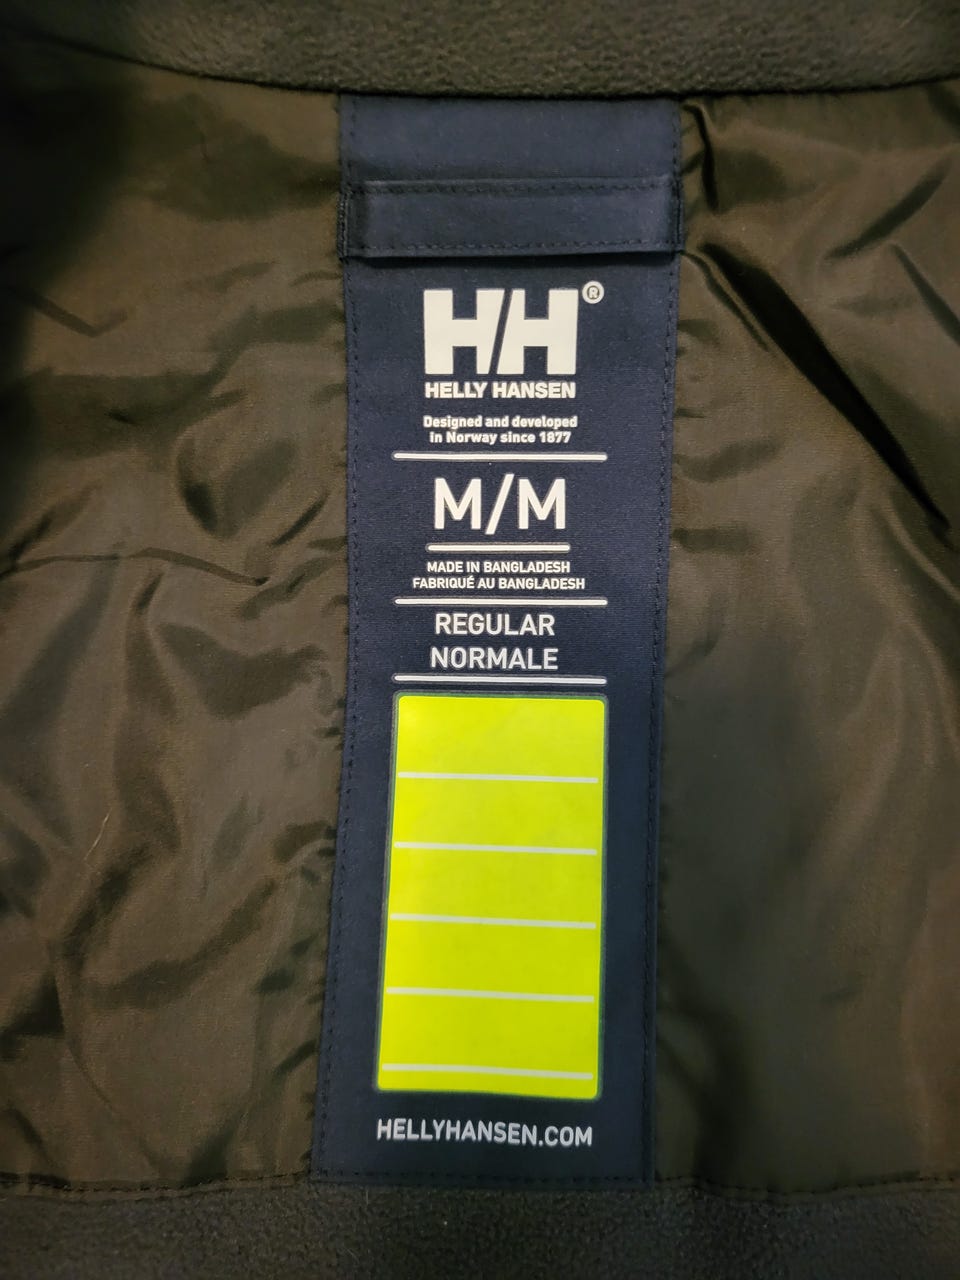 HH®
HELLY HANSEN
Designed and developed
in Norway since 1877
M/M
MADE IN BANGLADESH
FABRIQUÉ AU BANGLADESH
REGULAR
NORMALE
HELLYHANSEN.COM